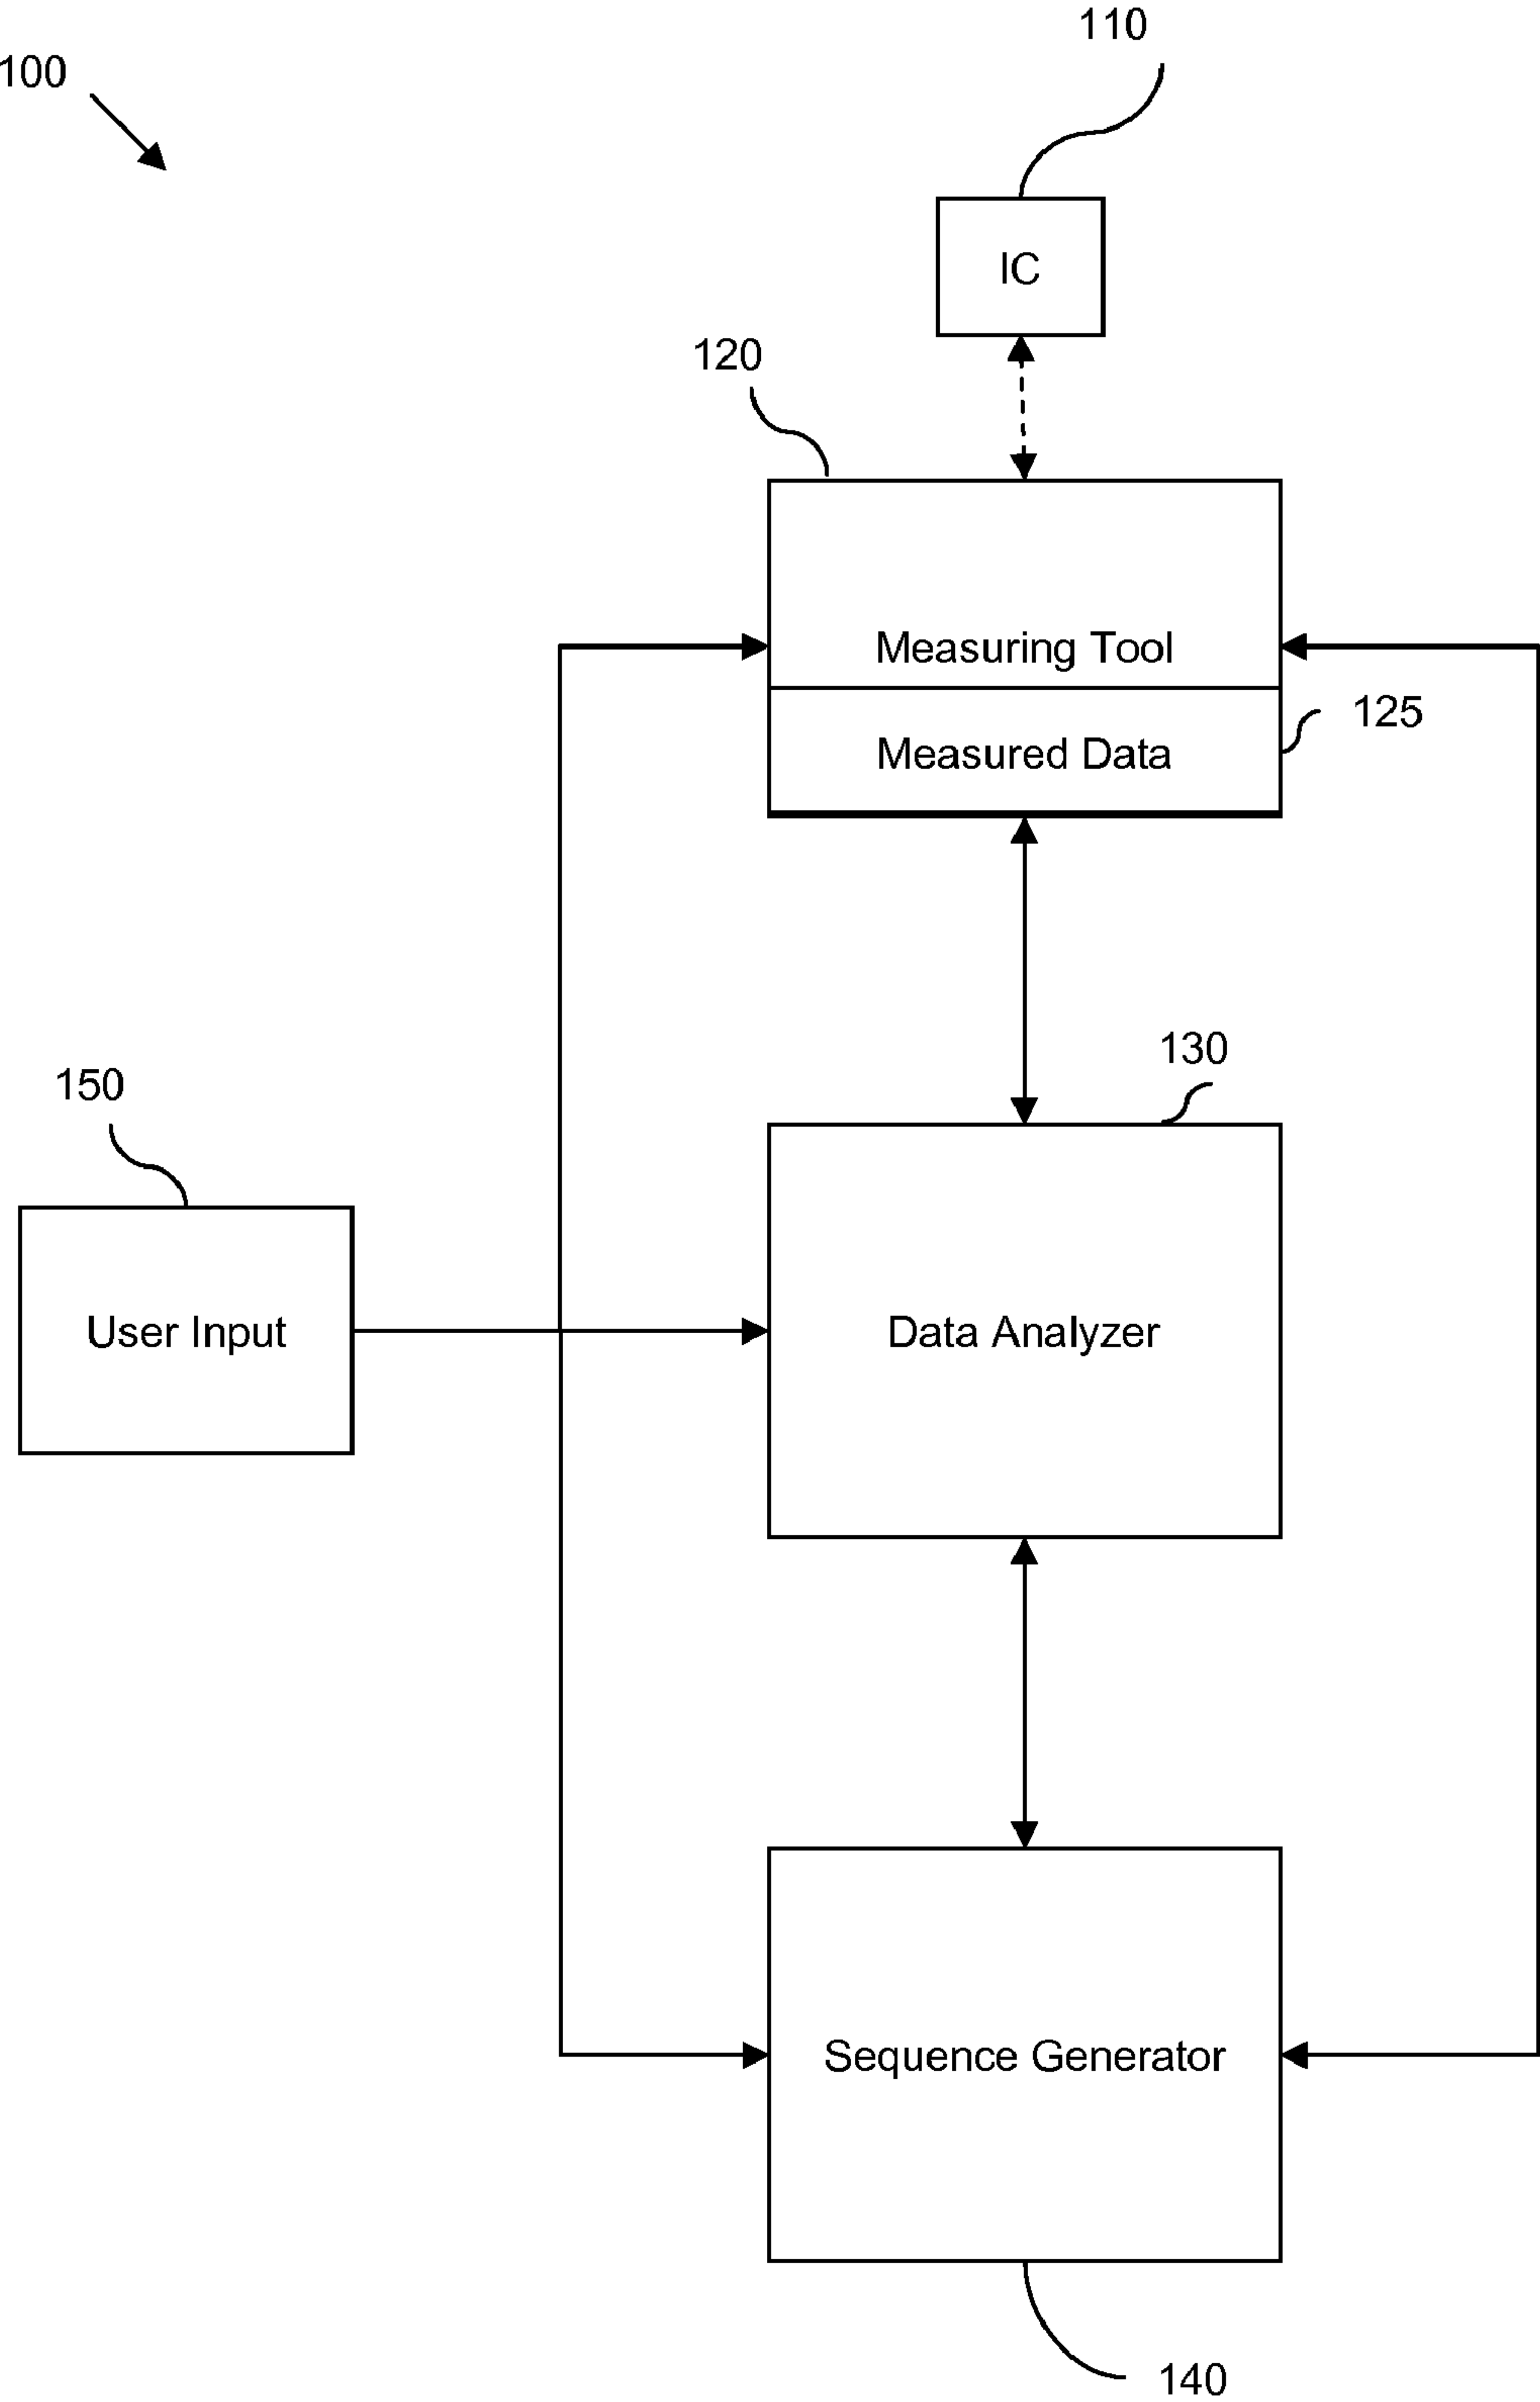 100
110
IC
120
Measuring Tool
125
Measured Data
130
150
User Input
Data Analyzer
Sequence Generator
140